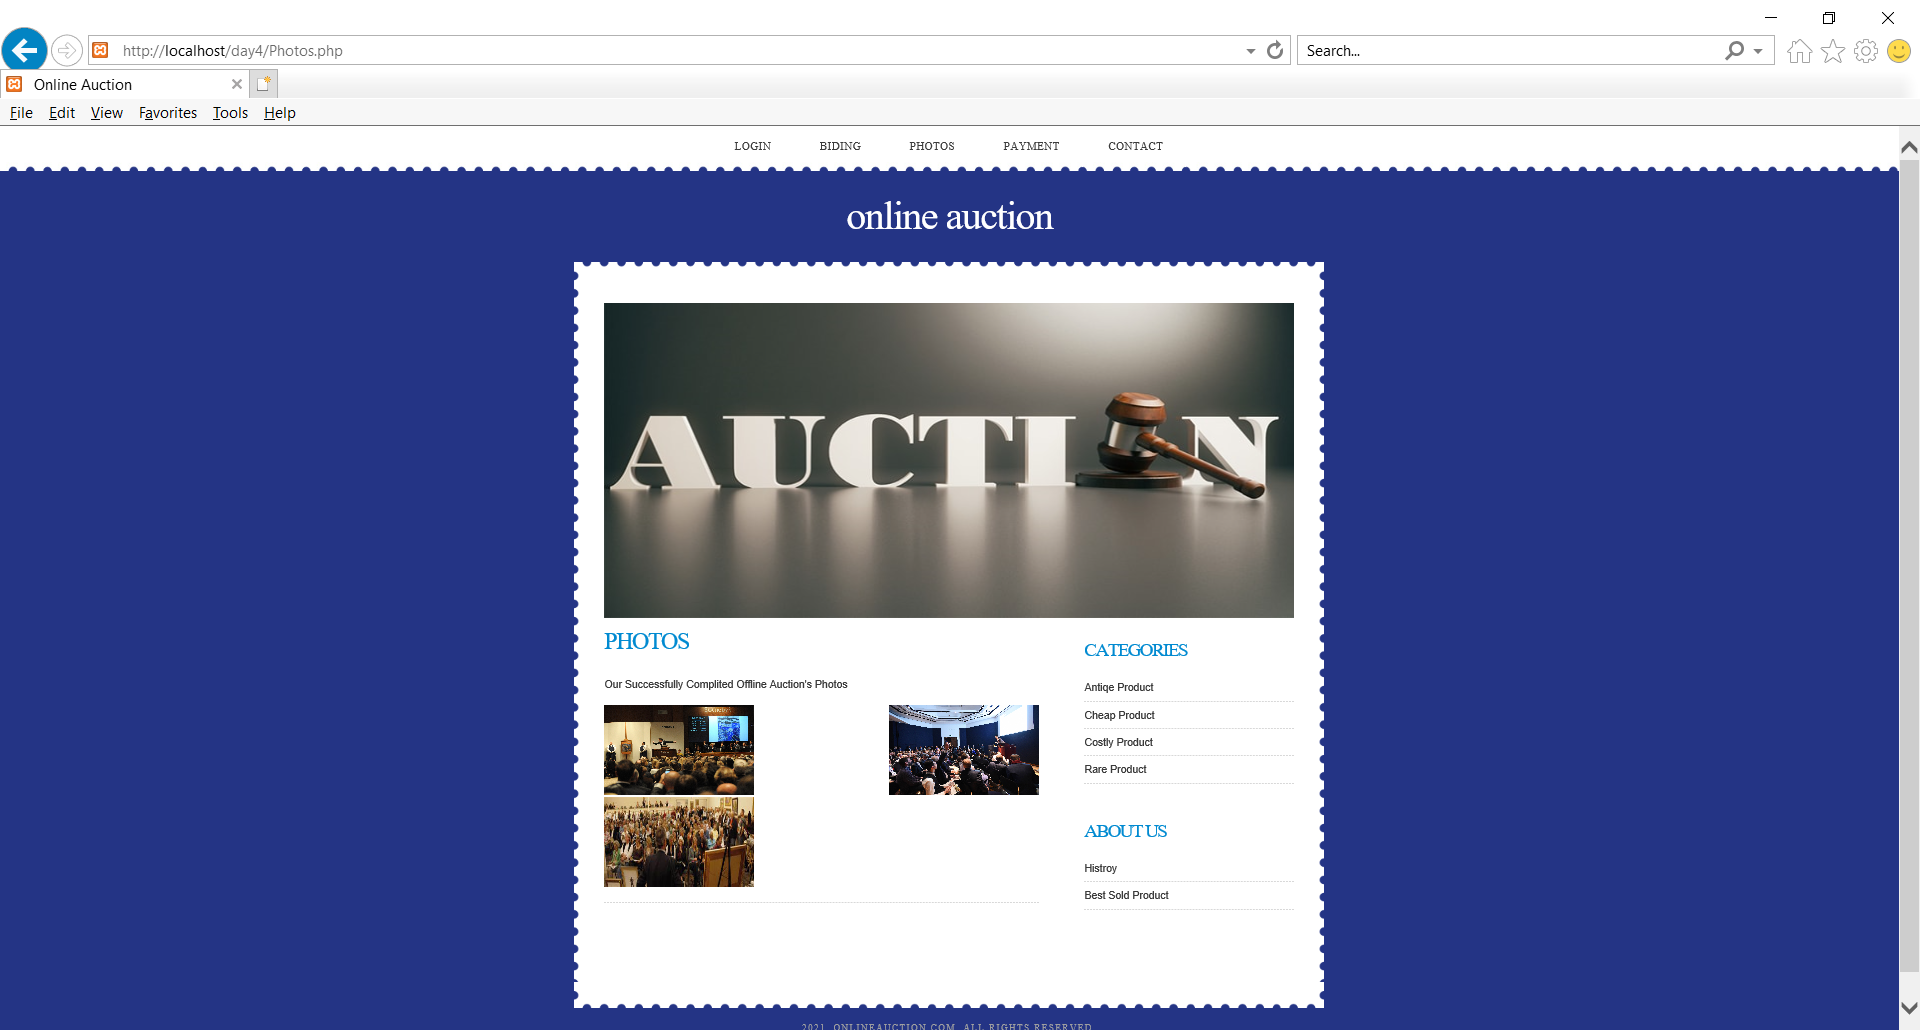 http://localhost/day4/Photos.php
Search...
Online Auction
File Edit View Favorites Tools Help
LOGIN BIDING PHOTOS PAYMENT CONTACT
online auction
AUCTI N
PHOTOS
Our Successfully Complited Offline Auction's Photos
CATEGORIES
Antiqe Product
Cheap Product
Costly Product
Rare Product
ABOUT US
Histroy
Best Sold Product
2021. ONLINEAUCTION.COM. ALL RIGHTS RESERVED